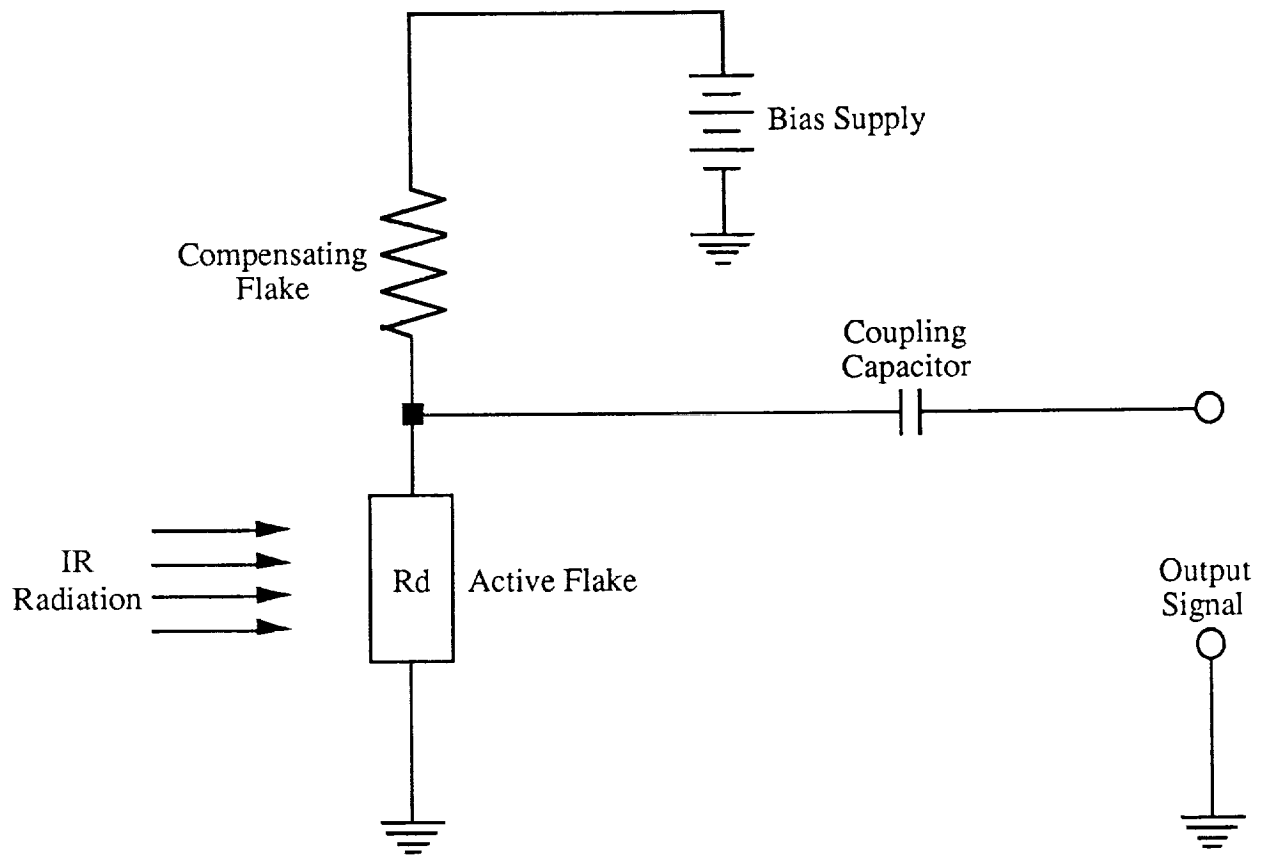 Bias Supply
Compensating
Flake
Coupling
Capacitor
IR
Radiation
Rd
Active Flake
Output
Signal